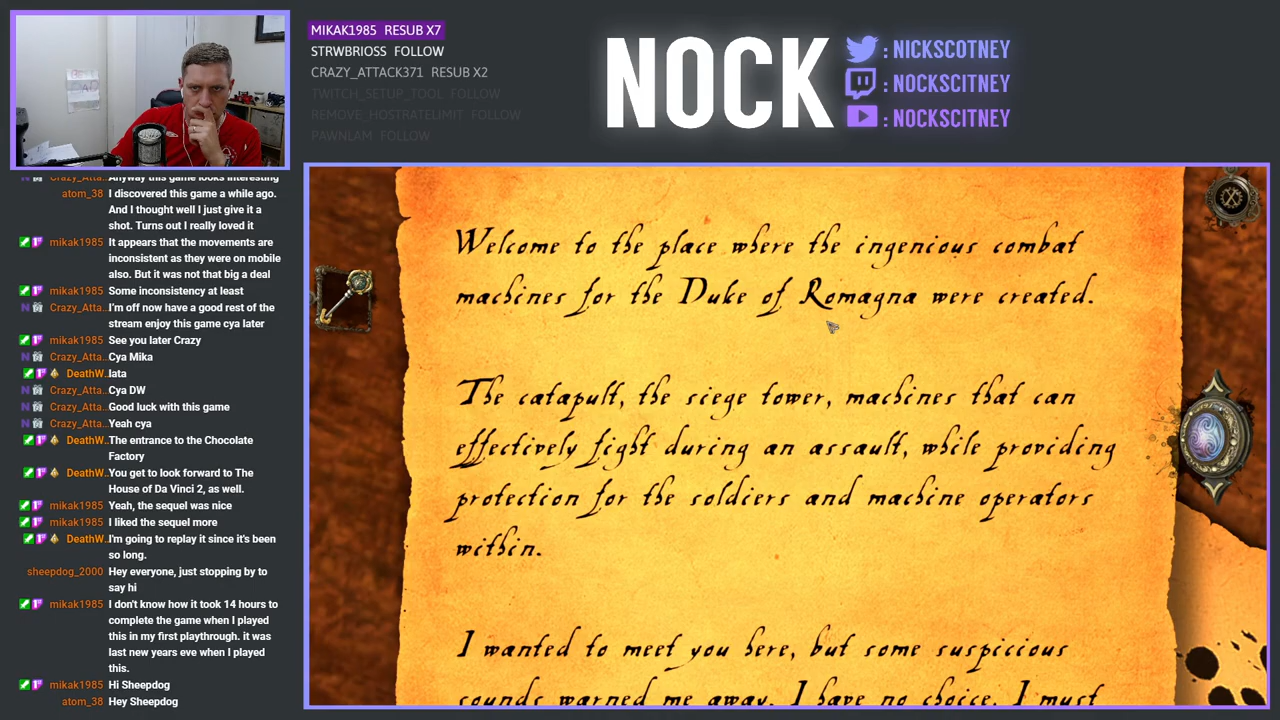 MIKAK1985 RESUB X7
STRWBRIOSS FOLLOW
CRAZY_ATTACK371 RESUB X2
TWITCH_SETUP_TOOL FOLLOW
REMOVE_HOSTRATELIMIT FOLLOW
PAWNLAM FOLLOW
NOCK
: NICKSCOTNEY
: NOCKSCITNEY
: NOCKSCITNEY
Crazy_Atta..: Anyway this game looks interesting
atom_38 I discovered this game a while ago.
And I thought well I just give it a
shot. Turns out I really loved it
mikak1985 It appears that the movements are
inconsistent as they were on mobile
also. But it was not that big a deal
mikak1985 Some inconsistency at least
Crazy_Atta.. I'm off now have a good rest of the
stream enjoy this game cya later
mikak1985 See you later Crazy
Crazy_Atta.. Cya Mika
DeathW.. lata
Crazy_Atta.. Cya DW
Crazy_Atta.. Good luck with this game
Crazy_Atta.. Yeah cya
DeathW.. The entrance to the Chocolate
Factory
DeathW.. You get to look forward to The
House of Da Vinci 2, as well.
mikak1985 Yeah, the sequel was nice
mikak1985 I liked the sequel more
DeathW.. I'm going to replay it since it's been
so long.
sheepdog_2000 Hey everyone, just stopping by to
say hi
mikak1985 I don't know how it took 14 hours to
complete the game when I played
this in my first playthrough. it was
last new years eve when I played
this.
mikak1985 Hi Sheepdog
atom_38 Hey Sheepdog
Welcome to the place where the ingenious combat
machines for the Duke of Romagna were created.
The catapult, the siege tower, machines that can
effectively fight during an assault, while providing
protection for the soldiers and machine operators
within.
I wanted to meet you here, but some suspicious
sounds warned me away. I have no choice. I must